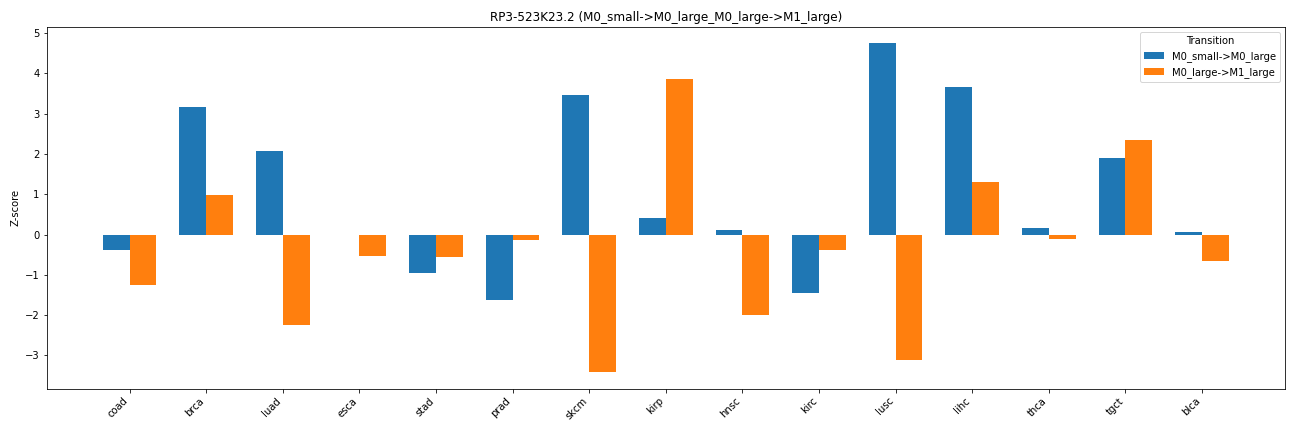 RP3-523K23.2 (M0_small->M0_large_M0_large->M1_large)
Transition
M0_small->M0_large
M0_large->M1_large
Z-score
5
4
3
2
1
0
−1
−2
−3
coad
brca
luad
esca
stad
prad
skcm
kirp
hnsc
kirc
lusc
lihc
thca
tgct
blca